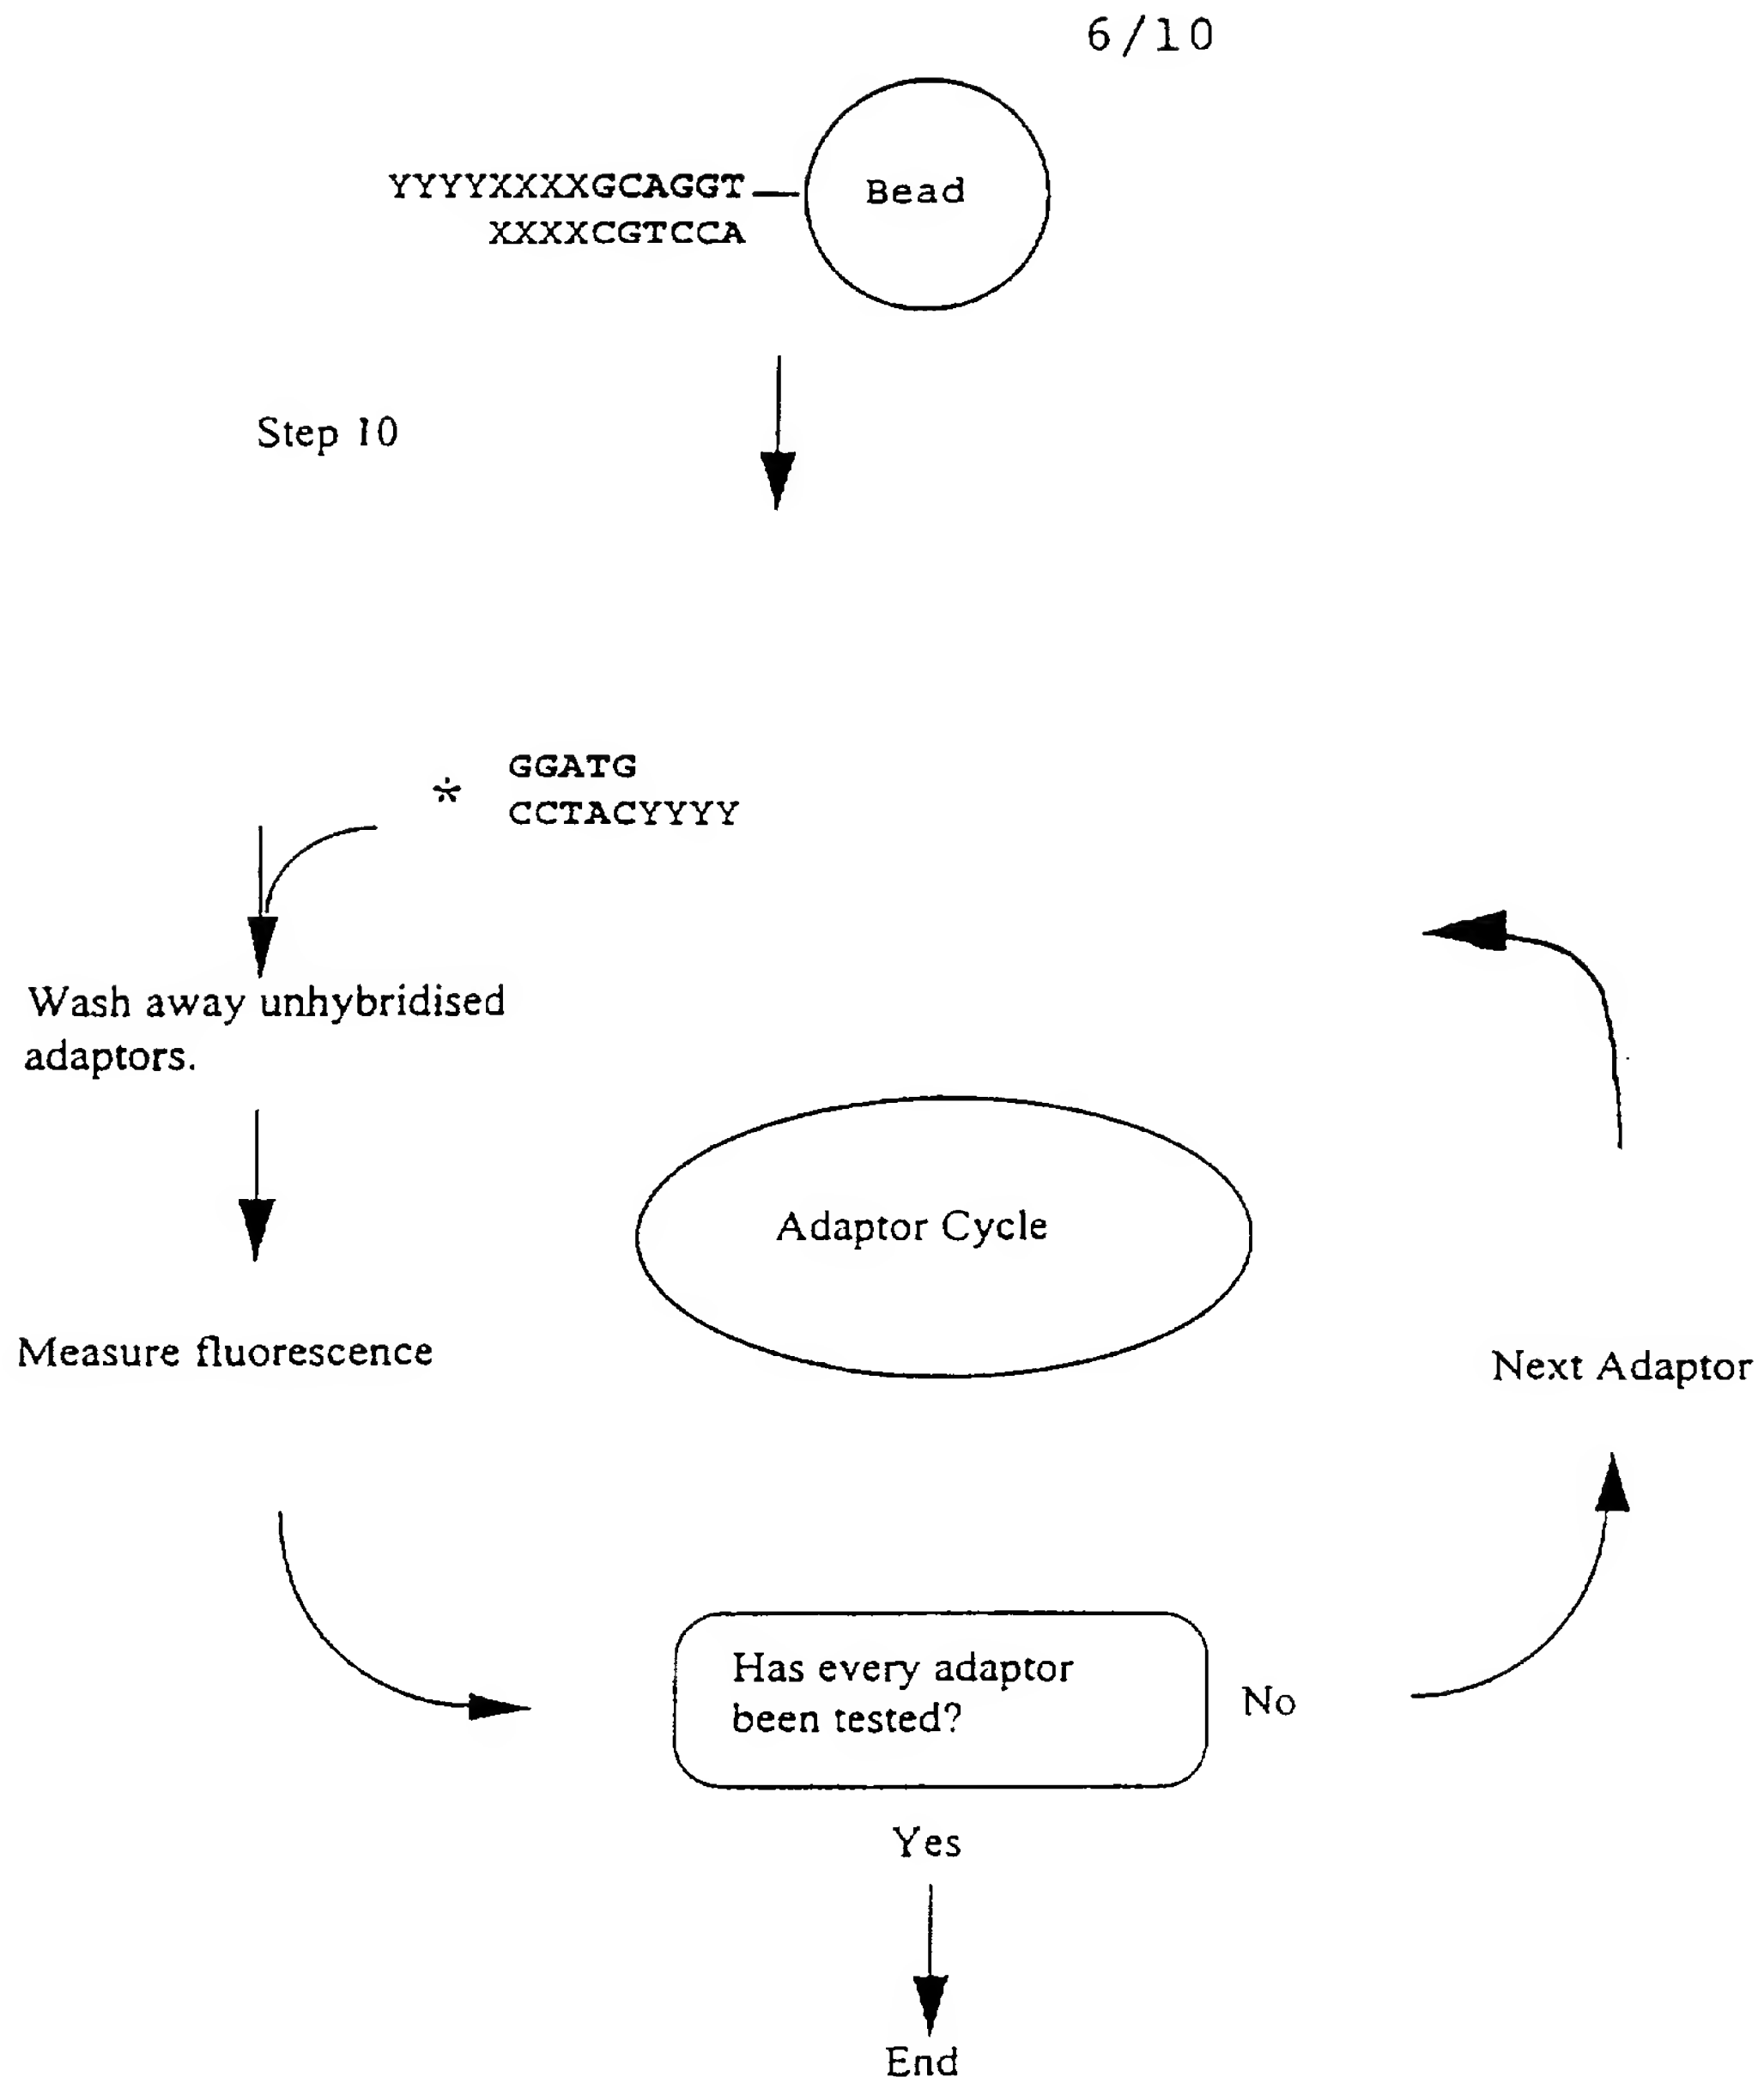 6/10
YYYYXXXXGCAGGT
XXXXCGTCCA
Bead
Step 10
* GGATG
CCTACYYYY
Wash away unhybridised
adaptors.
Adaptor Cycle
Measure fluorescence
Next Adaptor
Has every adaptor
been tested?
No
Yes
End